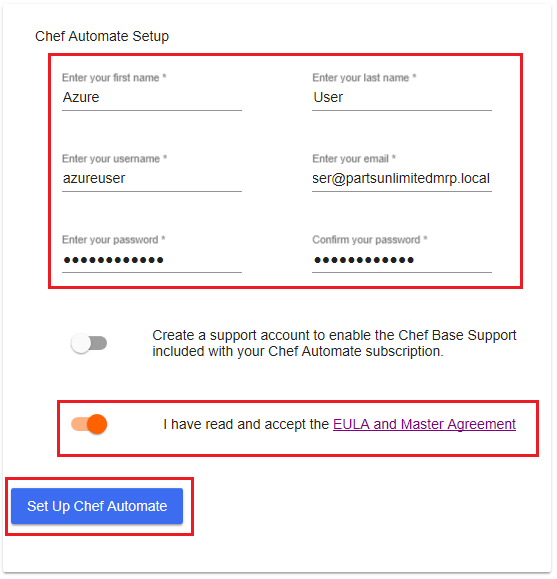 Chef Automate Setup
Enter your first name * Enter your last name *
Azure User
Enter your username * Enter your email *
azureuser ser@partsunlimitedmrp.local
Enter your password * Confirm your password *
●●●●●●●●●●●● ●●●●●●●●●●●●
Create a support account to enable the Chef Base Support
included with your Chef Automate subscription.
I have read and accept the EULA and Master Agreement
Set Up Chef Automate